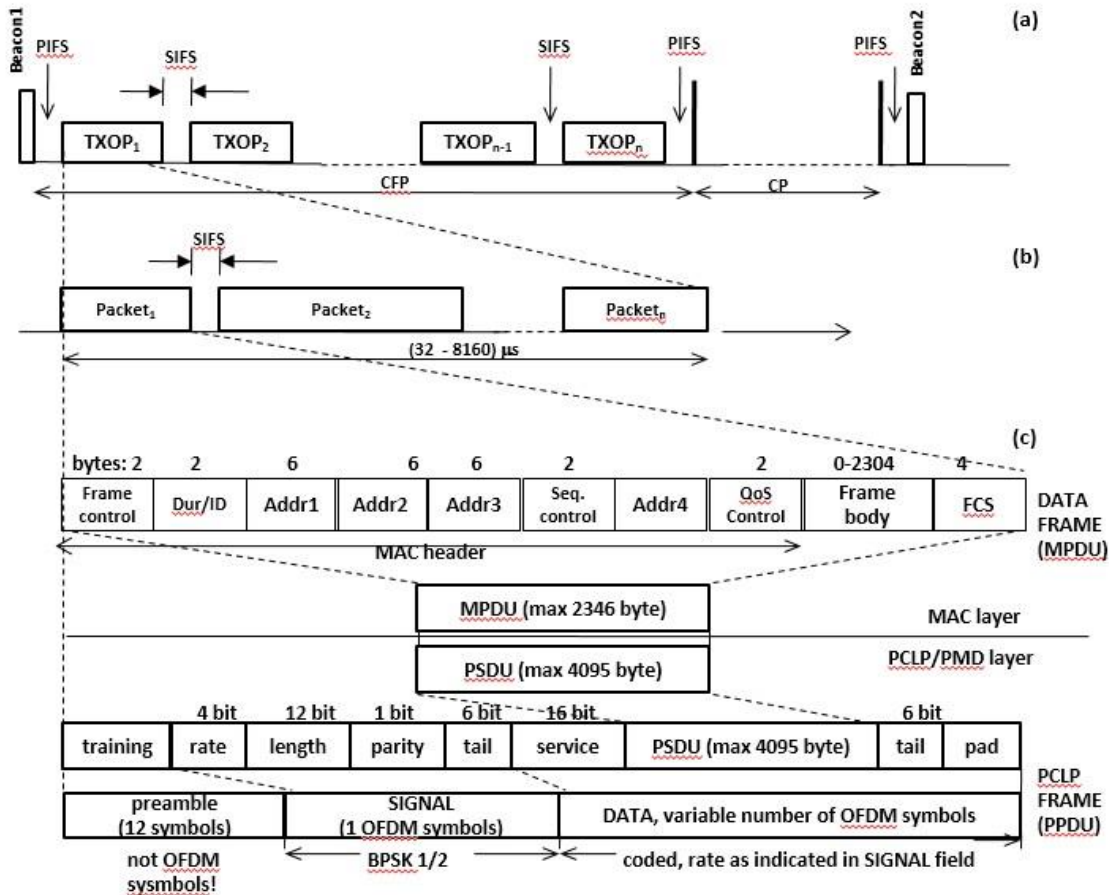 (a)
Beacon1
PIFS
SIFS
SIFS
PIFS
PIFS
Beacon2
TXOP1
TXOP2
TXOPn-1
TXOPn
CFP
CP
(b)
SIFS
Packet1
Packet2
Packetn
(32 - 8160) μs
(c)
bytes: 2 2 6 6 6 2 2 0-2304 4
Frame control
Dur/ID
Addr1
Addr2
Addr3
Seq. control
Addr4
QoS Control
Frame body
FCS
DATA
FRAME
(MPDU)
MAC header
MPDU (max 2346 byte)
MAC layer
PSDU (max 4095 byte)
PCLP/PMD layer
4 bit 12 bit 1 bit 6 bit 16 bit 6 bit
training rate length parity tail service PSDU (max 4095 byte) tail pad
PCLP
FRAME
(PPDU)
preamble
(12 symbols)
SIGNAL
(1 OFDM symbols)
DATA, variable number of OFDM symbols
not OFDM
sysmbols!
BPSK 1/2
coded, rate as indicated in SIGNAL field